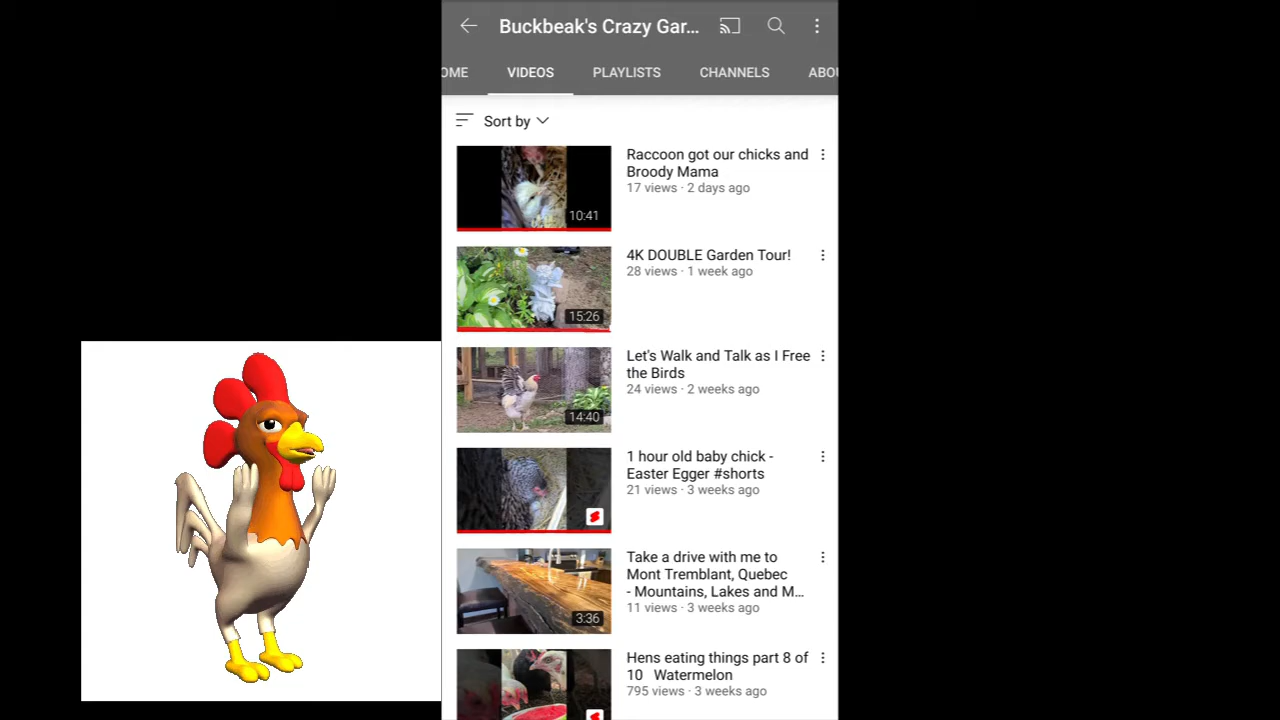 Buckbeak's Crazy Gar...
OME VIDEOS PLAYLISTS CHANNELS ABOU
Sort by
Raccoon got our chicks and
Broody Mama
17 views · 2 days ago
10:41
4K DOUBLE Garden Tour!
28 views · 1 week ago
15:26
Let's Walk and Talk as I Free
the Birds
24 views · 2 weeks ago
14:40
1 hour old baby chick -
Easter Egger #shorts
21 views · 3 weeks ago
Take a drive with me to
Mont Tremblant, Quebec
- Mountains, Lakes and M...
11 views · 3 weeks ago
3:36
Hens eating things part 8 of
10 Watermelon
795 views · 3 weeks ago